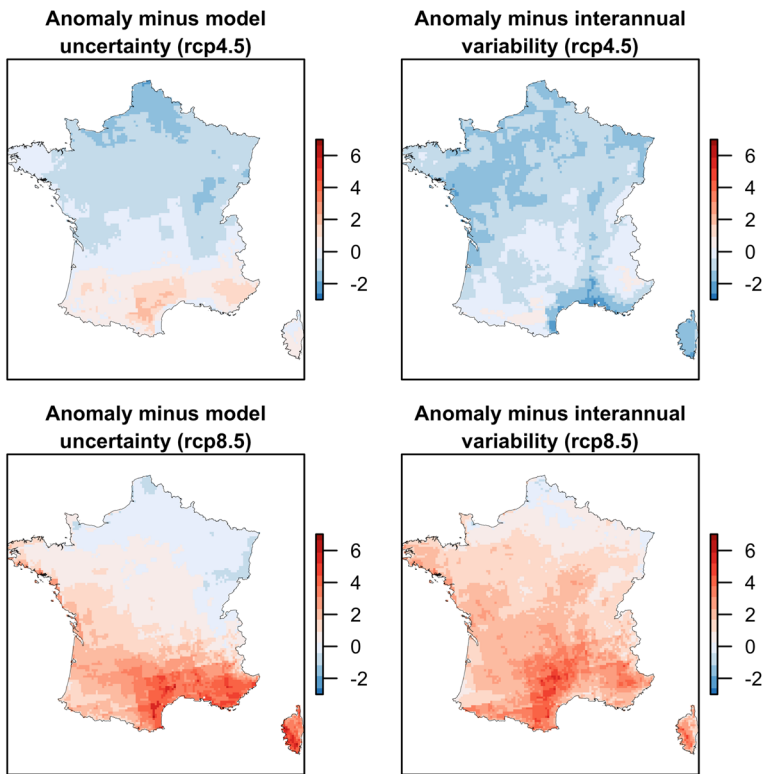 Anomaly minus model
uncertainty (rcp4.5)
6
4
2
0
-2
Anomaly minus interannual
variability (rcp4.5)
6
4
2
0
-2
Anomaly minus model
uncertainty (rcp8.5)
6
4
2
0
-2
Anomaly minus interannual
variability (rcp8.5)
6
4
2
0
-2